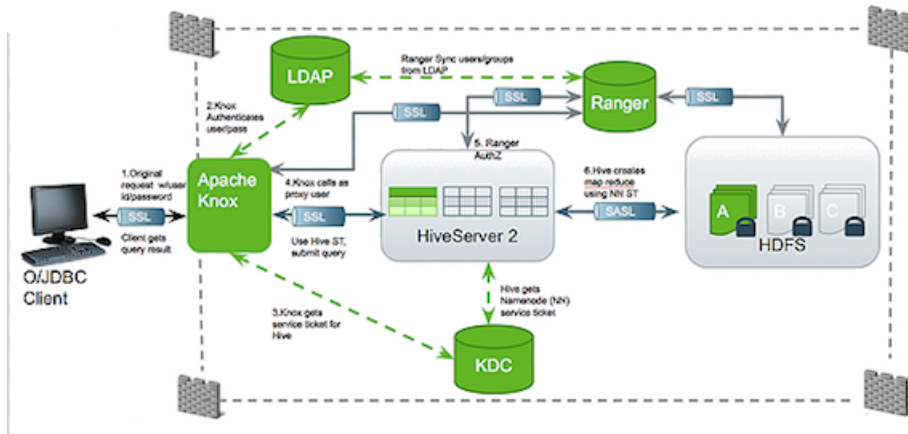 LDAP
Ranger Sync users/groups
from LDAP
Ranger
SSL
SSL
SSL
2.Knox
Authenticates
user/pass
5. Ranger
AuthZ
1.Original
request w/user
id/password
SSL
Client gets
query result
O/JDBC
Client
Apache
Knox
4.Knox calls as
proxy user
SSL
Use Hive ST,
submit query
HiveServer 2
6.Hive creates
map reduce
using NN ST
SASL
A
B
C
HDFS
Hive gets
Namenode (NN)
service ticket
3.Knox gets
service ticket for
Hive
KDC